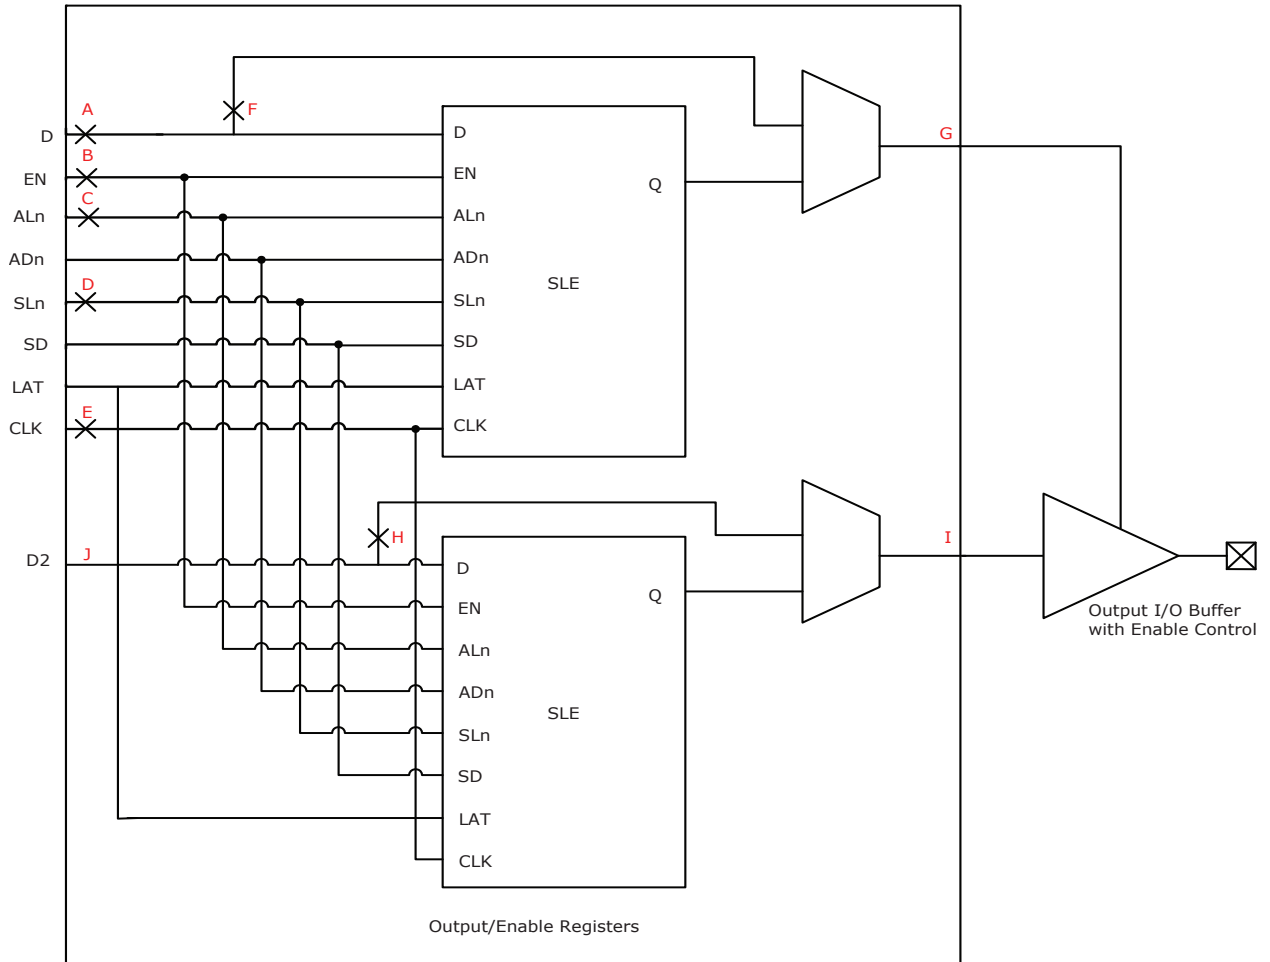 A
F
D
D
G
B
EN
EN
Q
C
ALn
ALn
ADn
ADn
SLE
D
SLn
SLn
SD
SD
LAT
LAT
E
CLK
CLK
H
I
J
D2
D
Q
EN
Output I/O Buffer
with Enable Control
ALn
ADn
SLE
SLn
SD
LAT
CLK
Output/Enable Registers